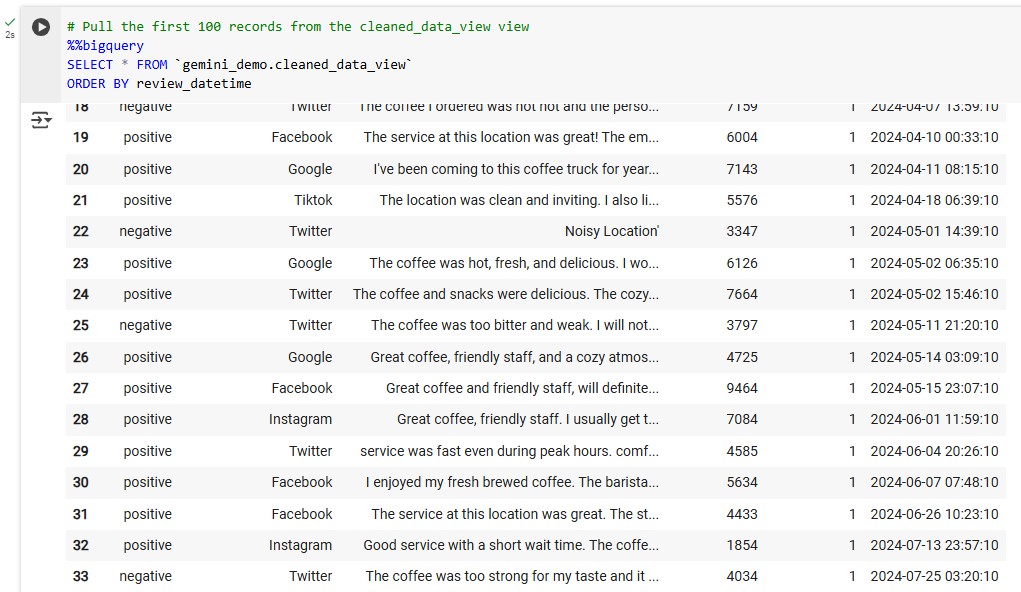 2s
# Pull the first 100 records from the cleaned_data_view view
%%bigquery
SELECT * FROM `gemini_demo.cleaned_data_view`
ORDER BY review_datetime
18 negative Twitter The coffee I ordered was not hot and the perso... 7159 1 2024-04-07 13:59:10
19 positive Facebook The service at this location was great! The em... 6004 1 2024-04-10 00:33:10
20 positive Google I've been coming to this coffee truck for year... 7143 1 2024-04-11 08:15:10
21 positive Tiktok The location was clean and inviting. I also li... 5576 1 2024-04-18 06:39:10
22 negative Twitter Noisy Location' 3347 1 2024-05-01 14:39:10
23 positive Google The coffee was hot, fresh, and delicious. I wo... 6126 1 2024-05-02 06:35:10
24 positive Twitter The coffee and snacks were delicious. The cozy... 7664 1 2024-05-02 15:46:10
25 negative Twitter The coffee was too bitter and weak. I will not... 3797 1 2024-05-11 21:20:10
26 positive Google Great coffee, friendly staff, and a cozy atmos... 4725 1 2024-05-14 03:09:10
27 positive Facebook Great coffee and friendly staff, will definite... 9464 1 2024-05-15 23:07:10
28 positive Instagram Great coffee, friendly staff. I usually get t... 7084 1 2024-06-01 11:59:10
29 positive Twitter service was fast even during peak hours. comf... 4585 1 2024-06-04 20:26:10
30 positive Facebook I enjoyed my fresh brewed coffee. The barista... 5634 1 2024-06-07 07:48:10
31 positive Facebook The service at this location was great. The st... 4433 1 2024-06-26 10:23:10
32 positive Instagram Good service with a short wait time. The coffe... 1854 1 2024-07-13 23:57:10
33 negative Twitter The coffee was too strong for my taste and it ... 4034 1 2024-07-25 03:20:10